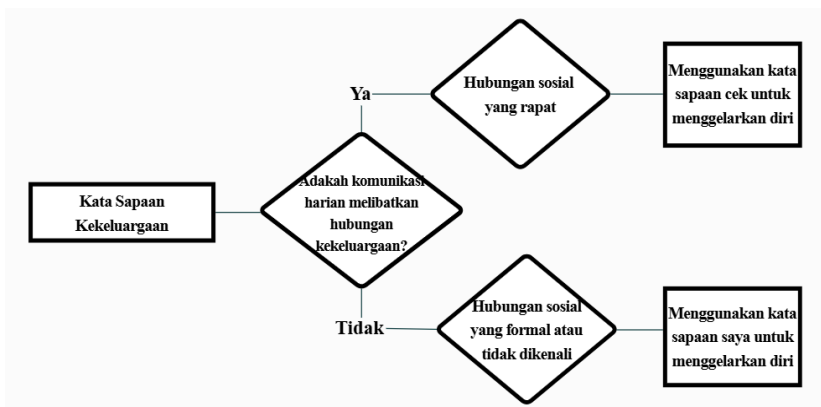 Kata Sapaan
Kekeluargaan
Adakah komunikasi
harian melibatkan
hubungan
kekeluargaan?
Ya
Hubungan sosial
yang rapat
Menggunakan kata
sapaan cek untuk
menggelarkan diri
Tidak
Hubungan sosial
yang formal atau
tidak dikenali
Menggunakan kata
sapaan saya untuk
menggelarkan diri